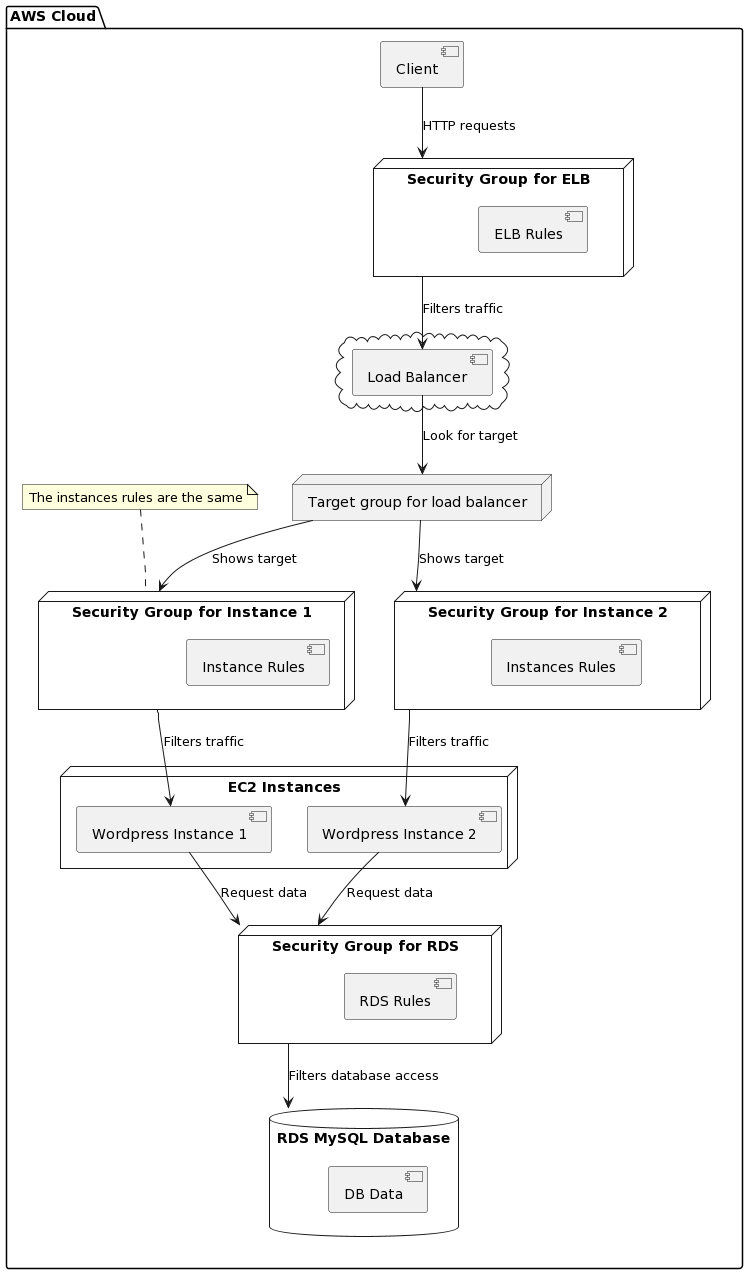 AWS Cloud
Client
HTTP requests
Security Group for ELB
ELB Rules
Filters traffic
Load Balancer
Look for target
The instances rules are the same
Target group for load balancer
Shows target
Shows target
Security Group for Instance 1
Security Group for Instance 2
Instance Rules
Instances Rules
Filters traffic
Filters traffic
EC2 Instances
Wordpress Instance 1
Wordpress Instance 2
Request data
Request data
Security Group for RDS
RDS Rules
Filters database access
RDS MySQL Database
DB Data